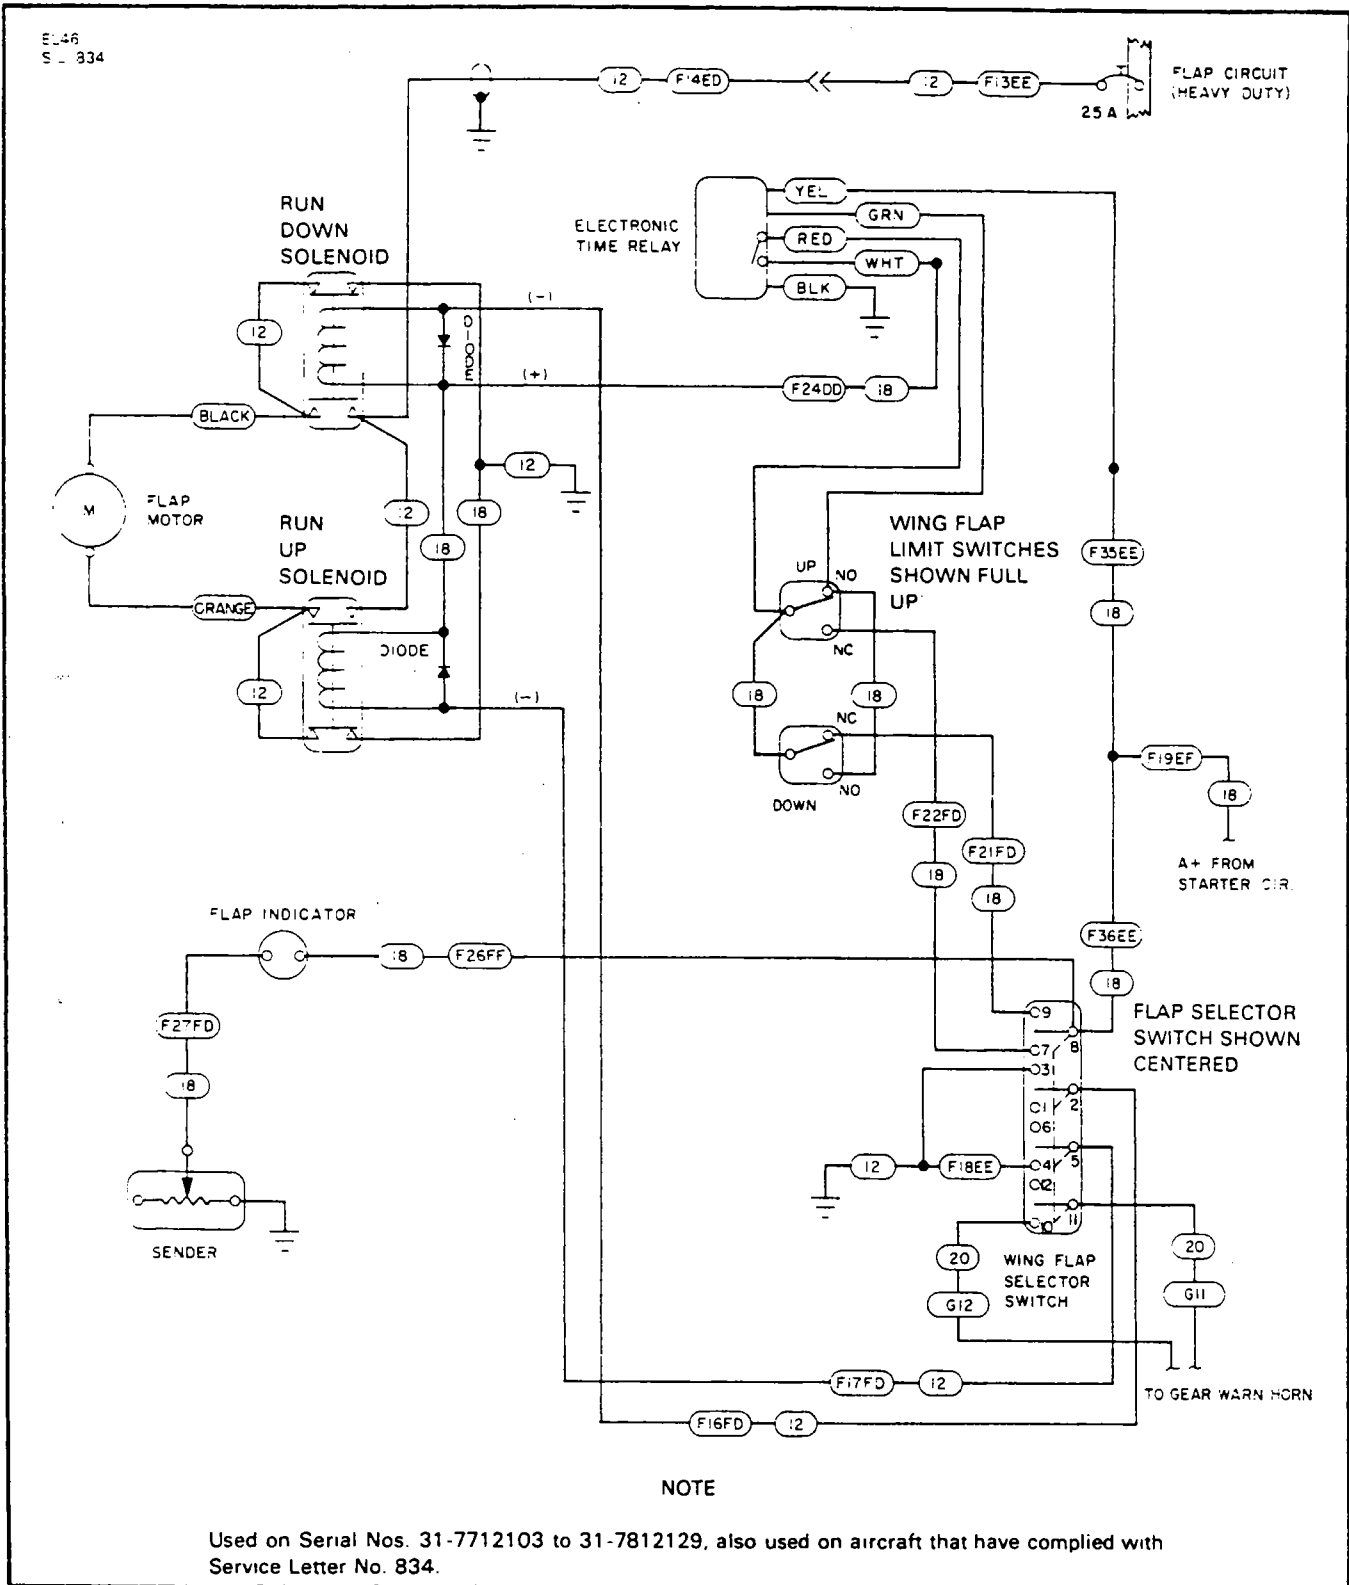 EL46
SL 834
FLAP CIRCUIT
(HEAVY DUTY)
12
F14ED
12
F13EE
25 A
RUN
DOWN
SOLENOID
ELECTRONIC
TIME RELAY
YEL
GRN
RED
WHT
BLK
12
(-)
DIODE
(+)
F24DD
18
BLACK
12
FLAP
MOTOR
M
RUN
UP
SOLENOID
12
18
18
ORANGE
DIODE
12
(-)
WING FLAP
LIMIT SWITCHES
SHOWN FULL
UP
UP
NO
NC
18
18
NC
NO
DOWN
F35EE
18
F19EF
18
A+ FROM
STARTER CIR.
F22FD
18
F21FD
18
F36EE
18
FLAP INDICATOR
18
F26FF
F27FD
18
SENDER
FLAP SELECTOR
SWITCH SHOWN
CENTERED
9
8
7
3
1
2
6
4
5
12
11
10
12
F18EE
20
G12
WING FLAP
SELECTOR
SWITCH
20
G11
TO GEAR WARN HORN
F17FD
12
F16FD
12
NOTE
Used on Serial Nos. 31-7712103 to 31-7812129, also used on aircraft that have complied with
Service Letter No. 834.